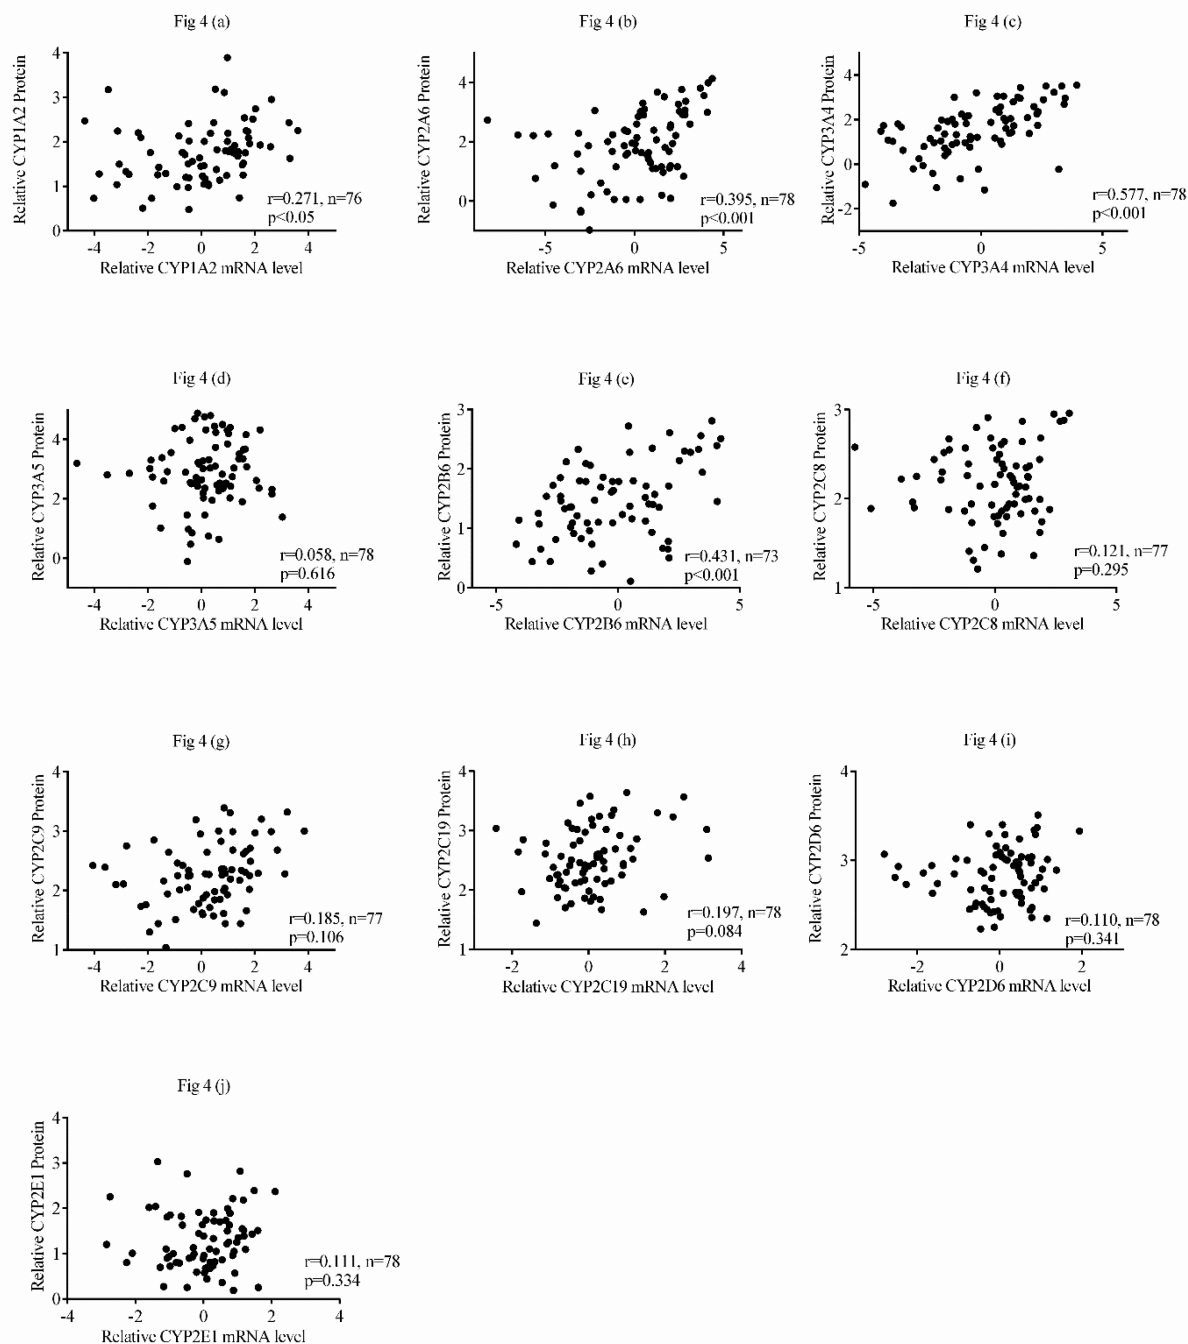 Fig 4 (a)
Relative CYP1A2 Protein
4
3
2
1
0
-4 -2 0 2 4
r=0.271, n=76
p<0.05
Relative CYP1A2 mRNA level
Fig 4 (b)
Relative CYP2A6 Protein
4
2
0
-5 0 5
r=0.395, n=78
p<0.001
Relative CYP2A6 mRNA level
Fig 4 (c)
Relative CYP3A4 Protein
4
2
0
-2
-5 0 5
r=0.577, n=78
p<0.001
Relative CYP3A4 mRNA level
Fig 4 (d)
Relative CYP3A5 Protein
4
2
0
-4 -2 0 2 4
r=0.058, n=78
p=0.616
Relative CYP3A5 mRNA level
Fig 4 (e)
Relative CYP2B6 Protein
3
2
1
0
-5 0 5
r=0.431, n=73
p<0.001
Relative CYP2B6 mRNA level
Fig 4 (f)
Relative CYP2C8 Protein
3
2
1
-5 0 5
r=0.121, n=77
p=0.295
Relative CYP2C8 mRNA level
Fig 4 (g)
Relative CYP2C9 Protein
4
3
2
1
-4 -2 0 2 4
r=0.185, n=77
p=0.106
Relative CYP2C9 mRNA level
Fig 4 (h)
Relative CYP2C19 Protein
4
3
2
1
-2 0 2 4
r=0.197, n=78
p=0.084
Relative CYP2C19 mRNA level
Fig 4 (i)
Relative CYP2D6 Protein
4
3
2
-2 0 2
r=0.110, n=78
p=0.341
Relative CYP2D6 mRNA level
Fig 4 (j)
Relative CYP2E1 Protein
4
3
2
1
0
-4 -2 0 2 4
r=0.111, n=78
p=0.334
Relative CYP2E1 mRNA level